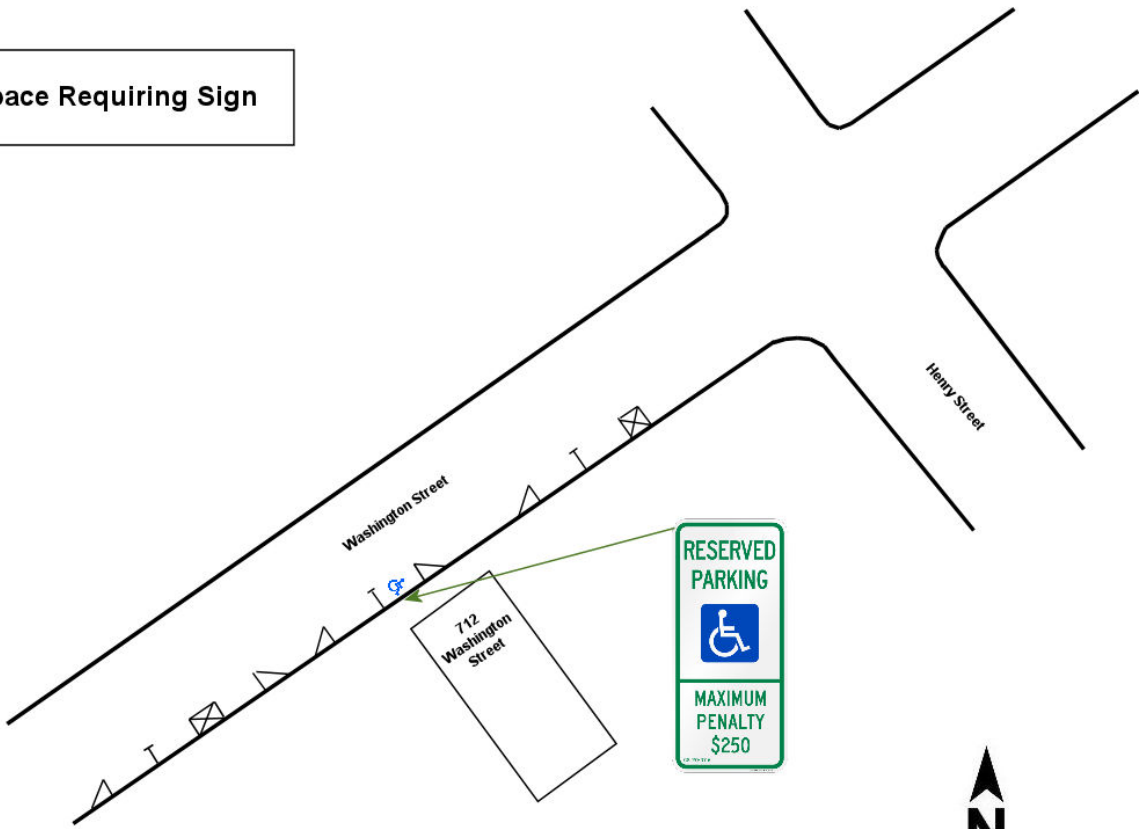 pace Requiring Sign
Henry Street
Washington Street
712
Washington
Street
RESERVED
PARKING
MAXIMUM
PENALTY
$250
N